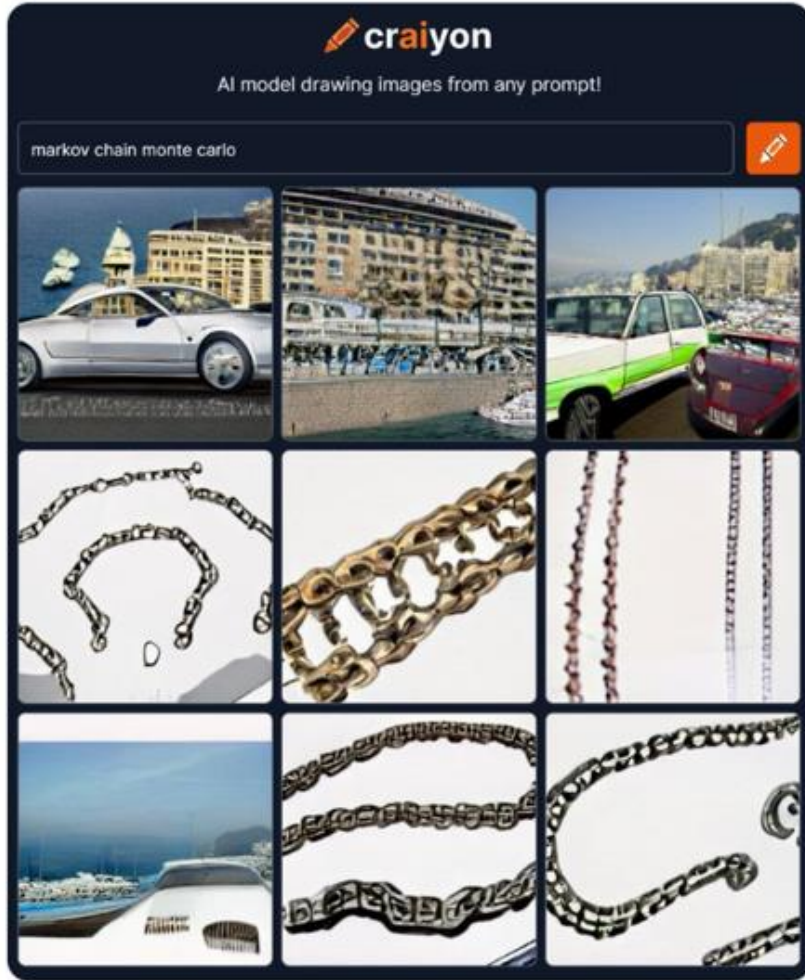 craiyon
AI model drawing images from any prompt!
markov chain monte carlo